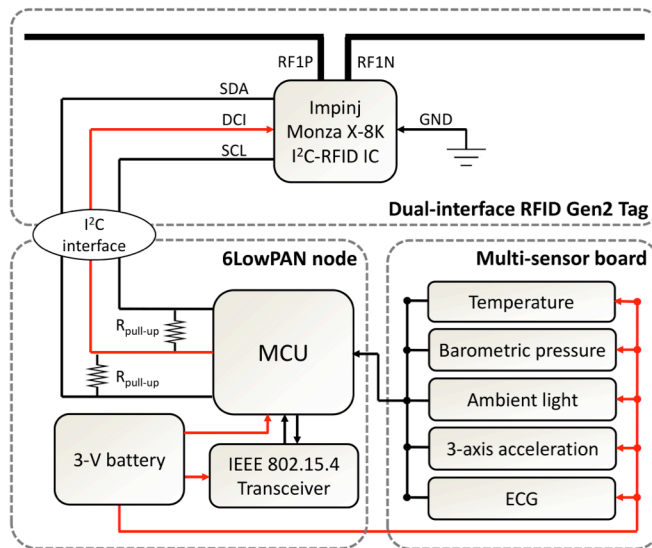 RF1P
RF1N
SDA
DCI
SCL
Impinj
Monza X-8K
I²C-RFID IC
GND
Dual-interface RFID Gen2 Tag
I²C
interface
6LowPAN node
Multi-sensor board
Rpull-up
Rpull-up
MCU
3-V battery
IEEE 802.15.4
Transceiver
Temperature
Barometric pressure
Ambient light
3-axis acceleration
ECG